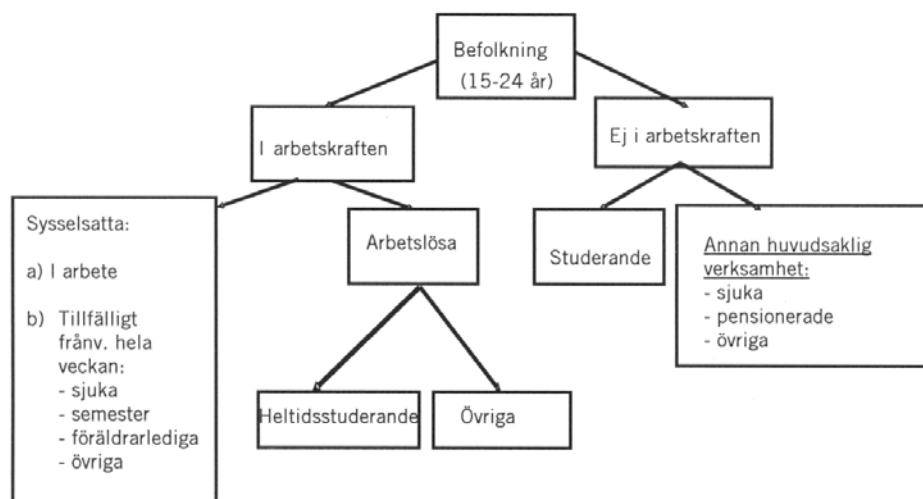 Befolkning
(15-24 år)
I arbetskraften
Ej i arbetskraften
Sysselsatta:
a) I arbete
b) Tillfälligt
frånv. hela
veckan:
- sjuka
- semester
- föräldrarlediga
- övriga
Arbetslösa
Heltidsstuderande
Övriga
Studerande
Annan huvudsaklig
verksamhet:
- sjuka
- pensionerade
- övriga